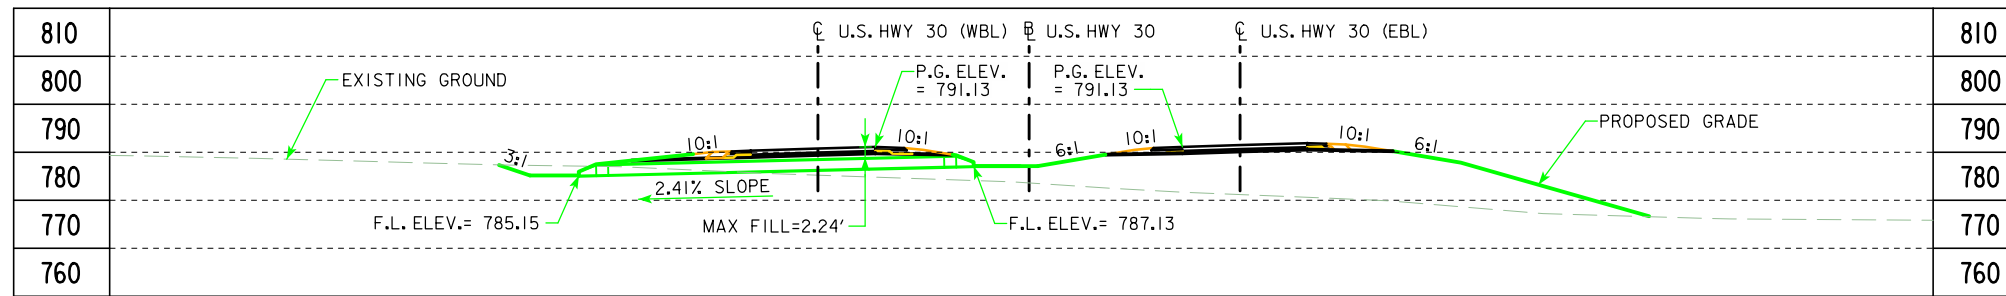 810
℄ U.S. HWY 30 (WBL)
B U.S. HWY 30
℄ U.S. HWY 30 (EBL)
810
800
EXISTING GROUND
P.G. ELEV.
= 791.13
P.G. ELEV.
= 791.13
800
790
10:1
10:1
10:1
10:1
PROPOSED GRADE
790
3:1
6:1
6:1
780
2.41% SLOPE
780
770
F.L. ELEV.= 785.15
MAX FILL=2.24'
F.L. ELEV.= 787.13
770
760
760